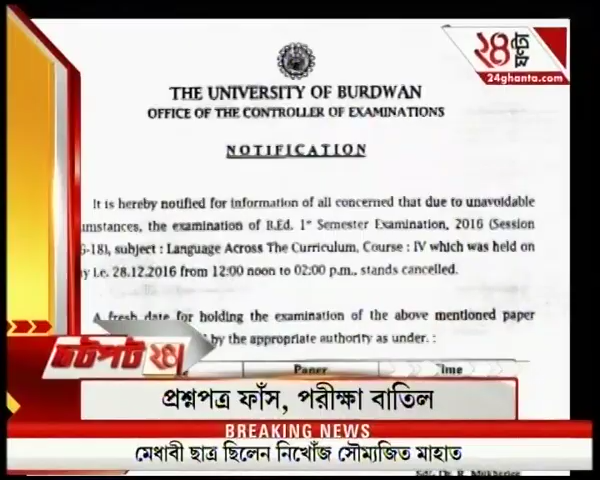 ২৪ ঘণ্টা
24ghanta.com
THE UNIVERSITY OF BURDWAN
OFFICE OF THE CONTROLLER OF EXAMINATIONS
NOTIFICATION
It is hereby notified for information of all concerned that due to unavoidable
umstances, the examination of B.Ed. 1st Semester Examination, 2016 (Session
6-18), subject : Language Across The Curriculum, Course : IV which was held on
y i.e. 28.12.2016 from 12:00 noon to 02:00 p.m., stands cancelled.
A fresh date for holding the examination of the above mentioned paper
by the appropriate authority as under. :
Paper
চটপট ২৪
প্রশ্নপত্র ফাঁস, পরীক্ষা বাতিল
BREAKING NEWS
মেধাবী ছাত্র ছিলেন নিখোঁজ সৌম্যজিত মাহাত